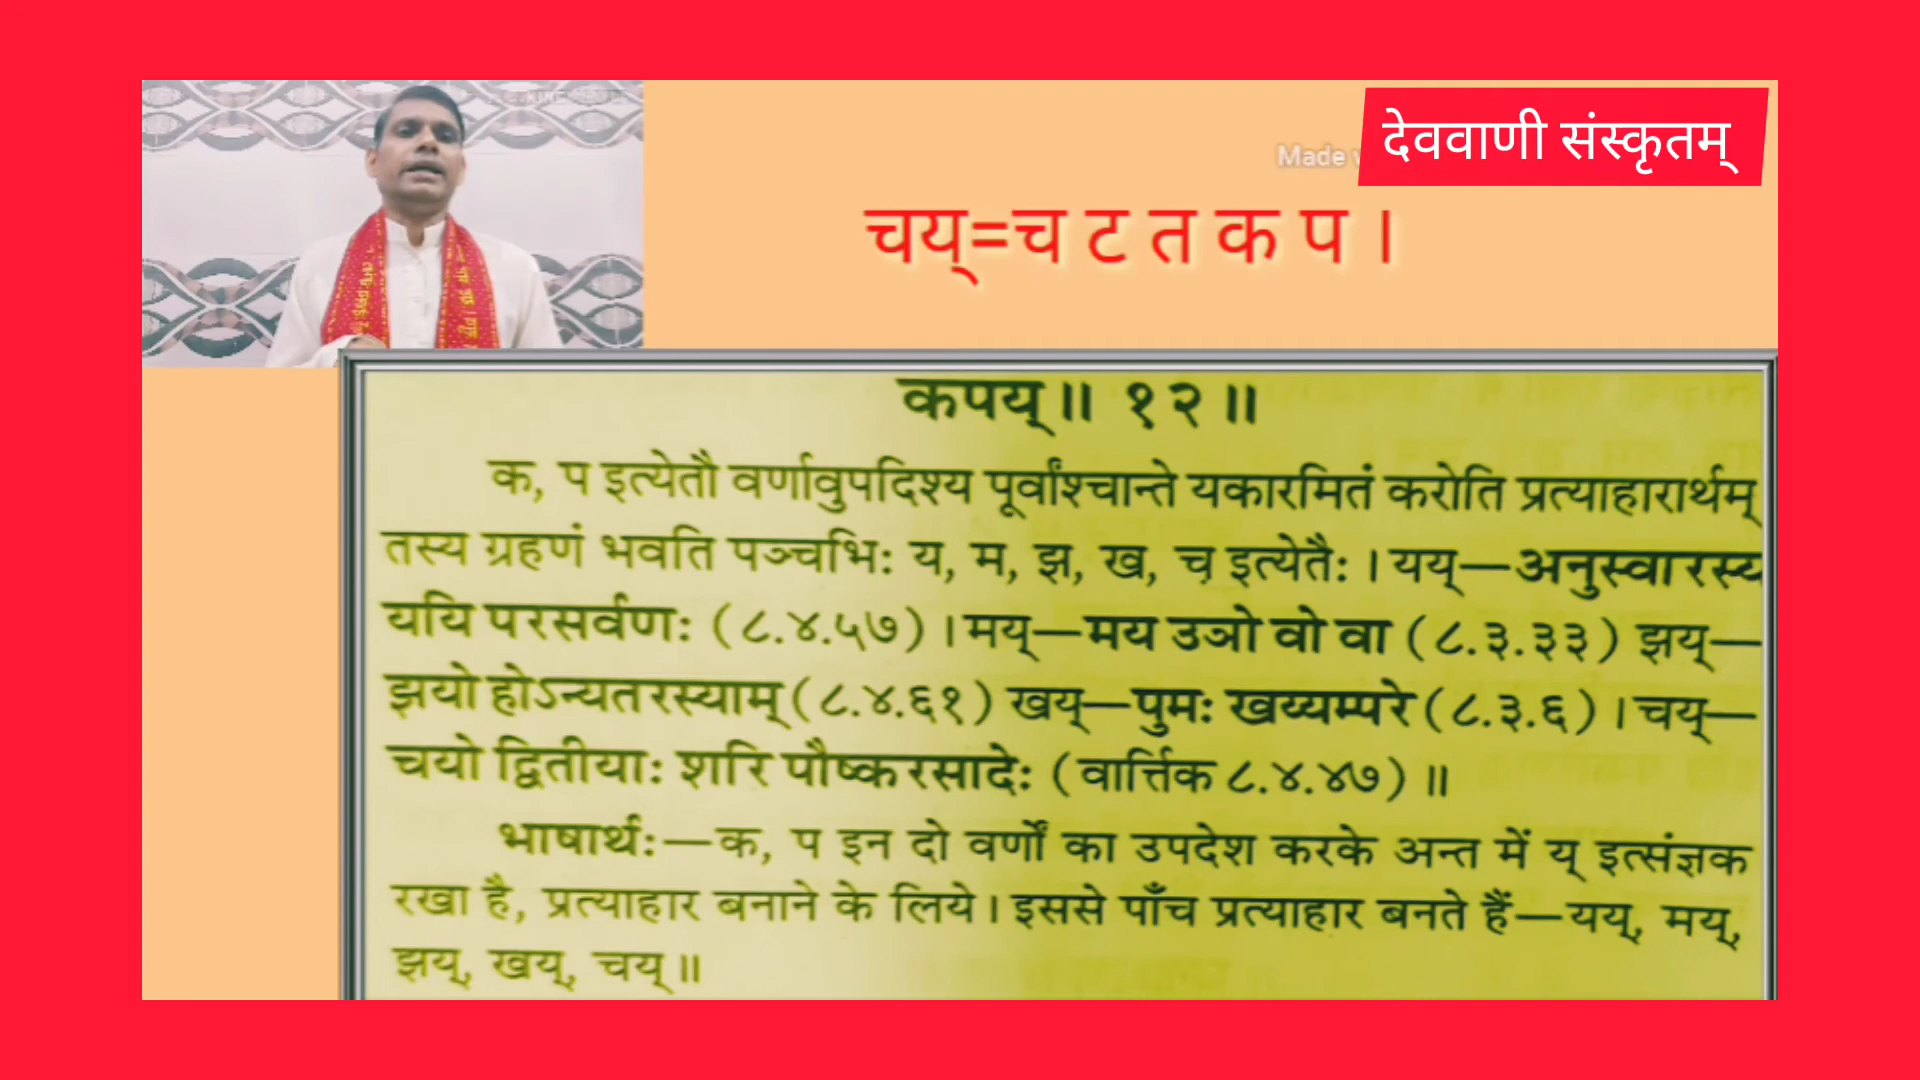 देववाणी संस्कृतम्
Made
चय्=च ट त क प ।
कपय्॥ १२॥
क, प इत्येतौ वर्णावुपदिश्य पूर्वांश्चान्ते यकारमितं करोति प्रत्याहारार्थम्
तस्य ग्रहणं भवति पञ्चभिः य, म, झ, ख, च इत्येतैः। यय्—अनुस्वारस्य
ययि परसर्वणः (८.४.५७)। मय्—मय उञो वो वा (८.३.३३) झय्—
झयो होऽन्यतरस्याम् (८.४.६१) खय्—पुमः खय्यम्परे (८.३.६)। चय्—
चयो द्वितीयाः शरि पौष्करसादेः (वार्त्तिक ८.४.४७)॥
भाषार्थः—क, प इन दो वर्णों का उपदेश करके अन्त में य् इत्संज्ञक
रखा है, प्रत्याहार बनाने के लिये। इससे पाँच प्रत्याहार बनते हैं—यय्, मय्,
झय्, खय्, चय्॥